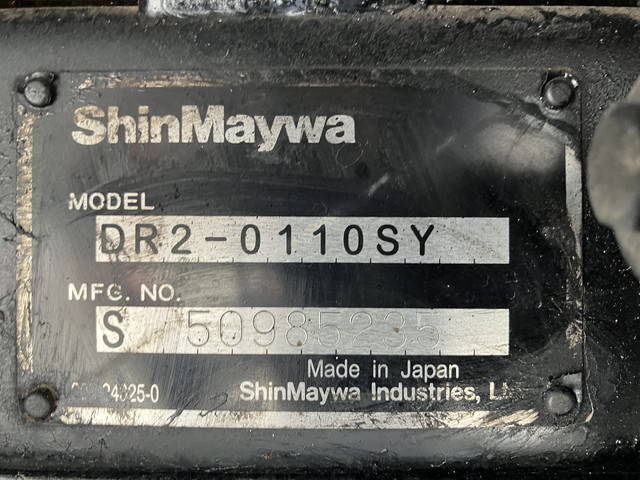 ShinMaywa
MODEL
DR2-0110SY
MFG. NO.
S 50985235
Made in Japan
ShinMaywa Industries,